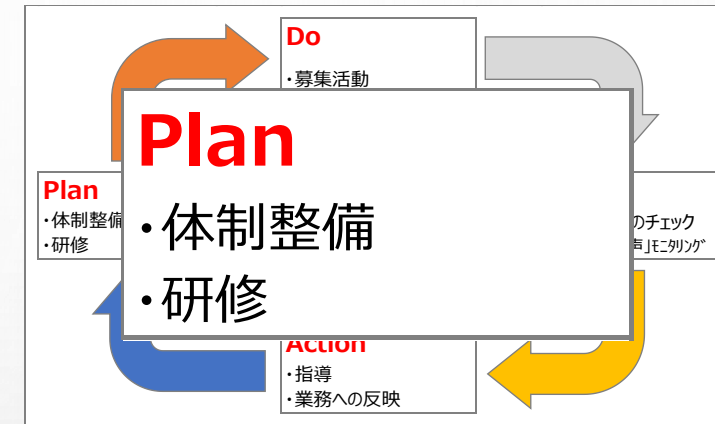 Do
・募集活動
Plan
・体制整備
・研修
Plan
・体制整備
・研修
のチェック
声」ﾓﾆﾀﾘﾝｸﾞ
Action
・指導
・業務への反映